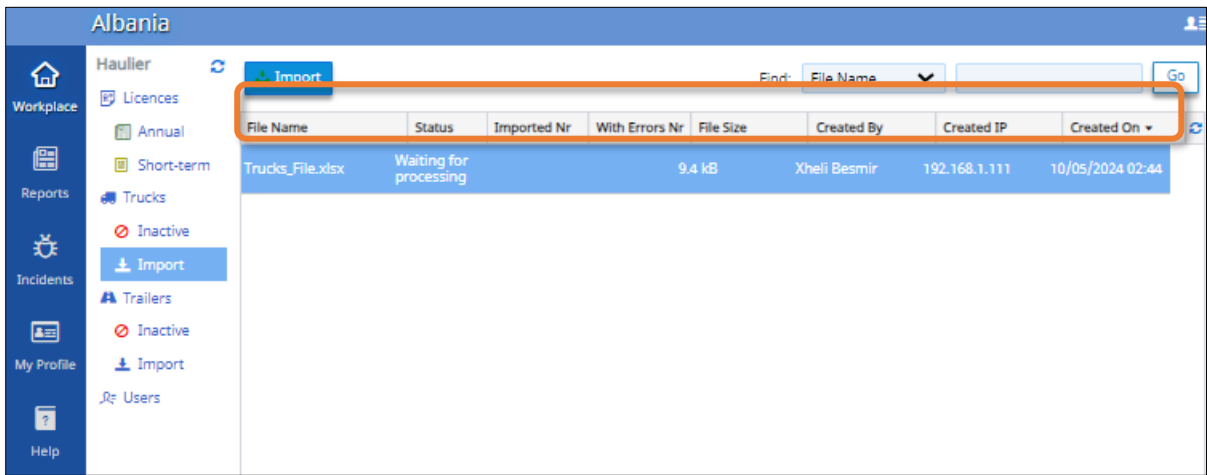 Albania
Workplace
Reports
Incidents
My Profile
Help
Haulier
Licences
Annual
Short-term
Trucks
Inactive
Import
Trailers
Inactive
Import
Users
Import
Find: File Name Go
File Name Status Imported Nr With Errors Nr File Size Created By Created IP Created On
Trucks_File.xlsx Waiting for processing 9.4 kB Xheli Besmir 192.168.1.111 10/05/2024 02:44